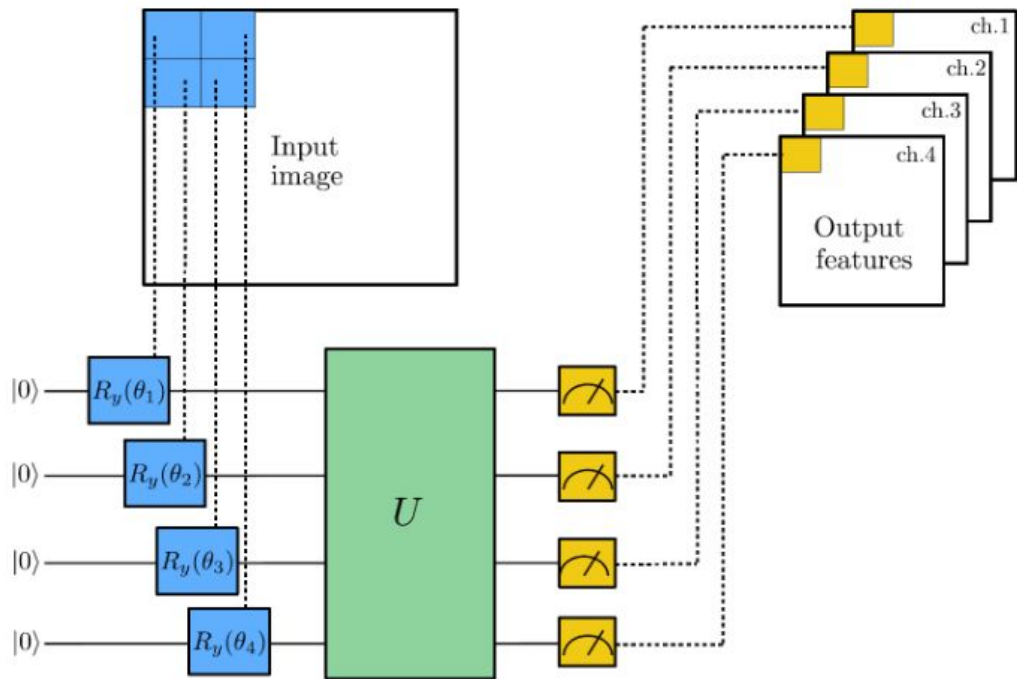 ch.1
ch.2
ch.3
ch.4
Input
image
Output
features
|0⟩ R_y(θ_1)
|0⟩ R_y(θ_2)
U
|0⟩ R_y(θ_3)
|0⟩ R_y(θ_4)